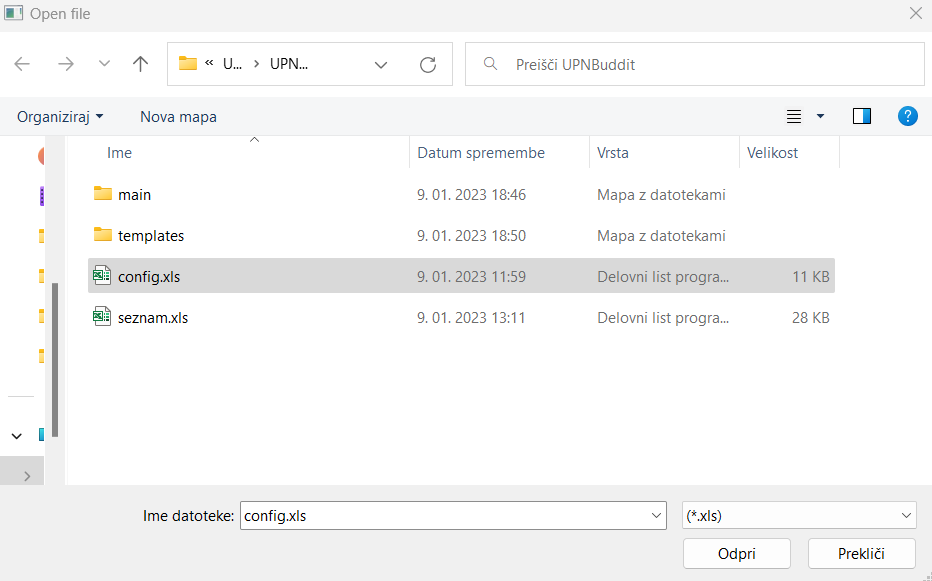 Open file
« U... › UPN...
Preišči UPNBuddit
Organiziraj Nova mapa
Ime Datum spremembe Vrsta Velikost
main 9. 01. 2023 18:46 Mapa z datotekami
templates 9. 01. 2023 18:50 Mapa z datotekami
config.xls 9. 01. 2023 11:59 Delovni list progra... 11 KB
seznam.xls 9. 01. 2023 13:11 Delovni list progra... 28 KB
Ime datoteke: config.xls (*.xls)
Odpri Prekliči